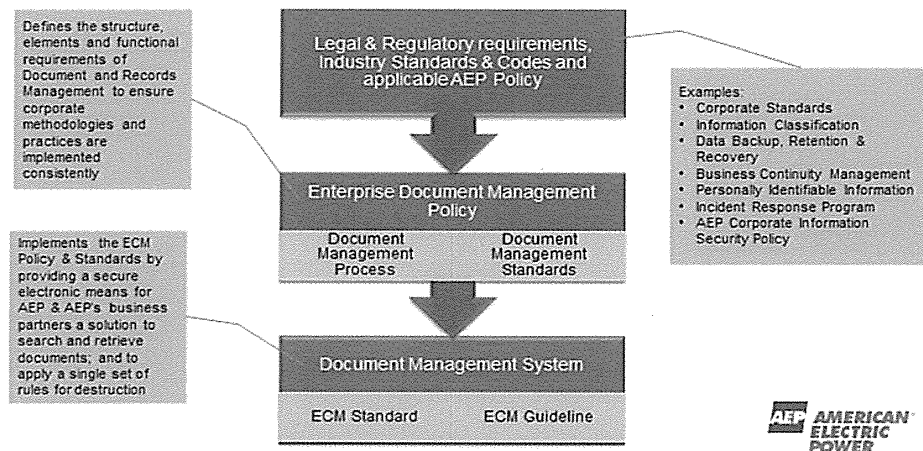 Defines the structure,
elements and functional
requirements of
Document and Records
Management to ensure
corporate
methodologies and
practices are
implemented
consistently
Legal & Regulatory requirements,
Industry Standards & Codes and
applicable AEP Policy
Examples:
• Corporate Standards
• Information Classification
• Data Backup, Retention &
Recovery
• Business Continuity Management
• Personally Identifiable Information
• Incident Response Program
• AEP Corporate Information
Security Policy
Enterprise Document Management
Policy
Document
Management
Process
Document
Management
Standards
Implements the ECM
Policy & Standards by
providing a secure
electronic means for
AEP & AEP's business
partners a solution to
search and retrieve
documents; and to
apply a single set of
rules for destruction
Document Management System
ECM Standard
ECM Guideline
AEP AMERICAN
ELECTRIC
POWER